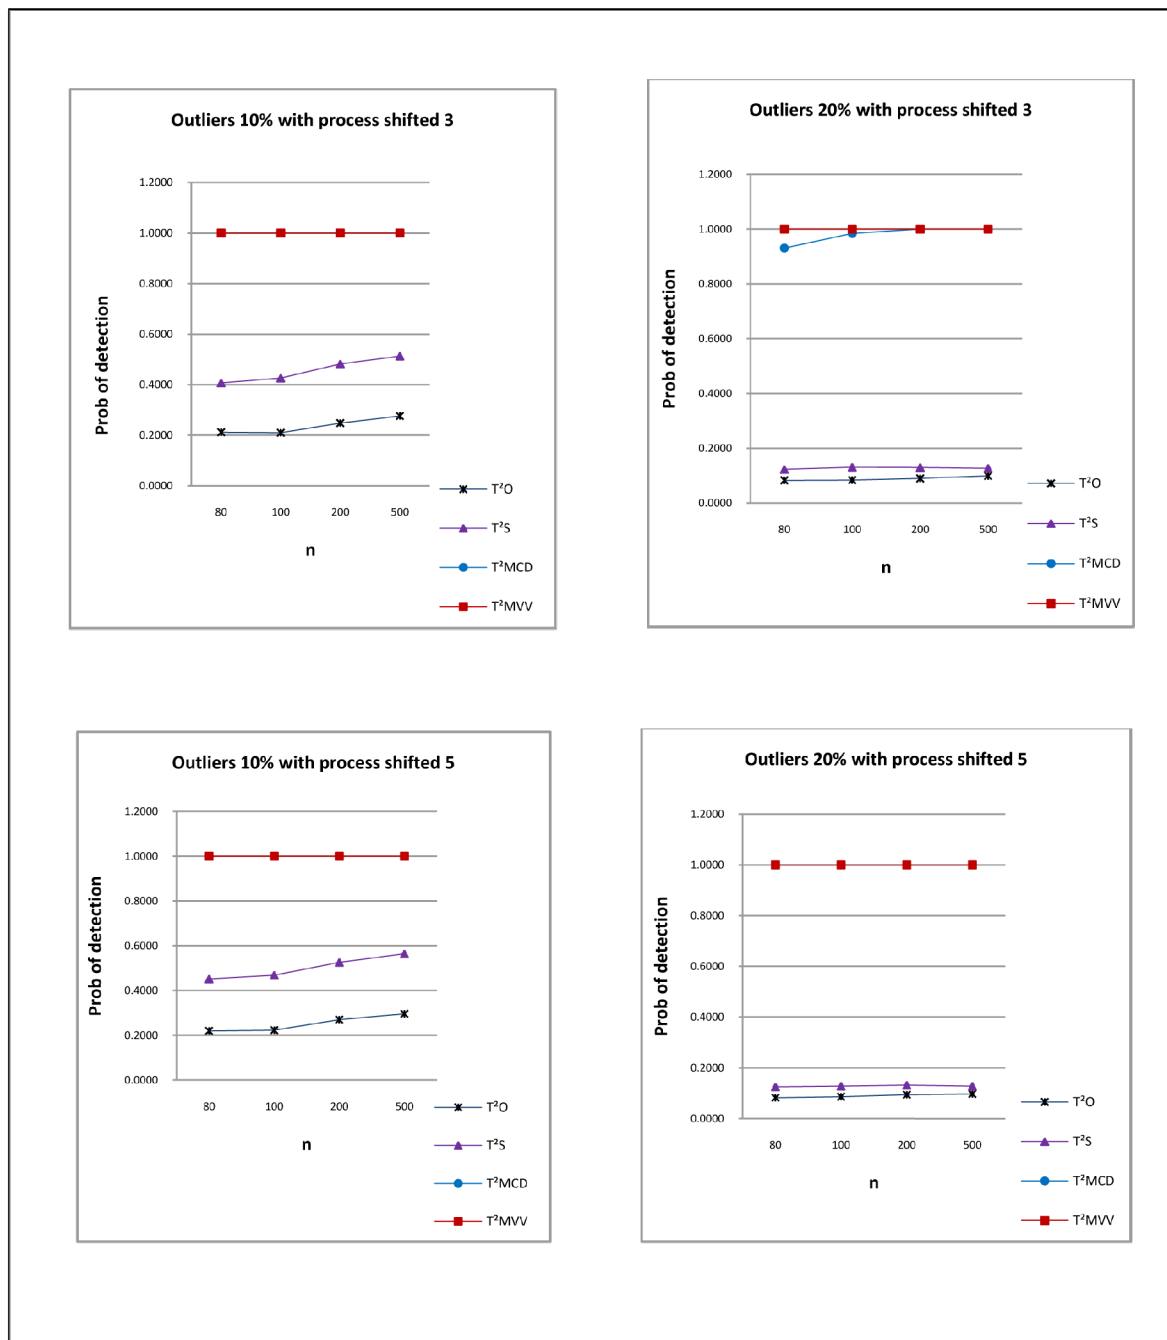 Outliers 10% with process shifted 3
Prob of detection
1.2000
1.0000
0.8000
0.6000
0.4000
0.2000
0.0000
80 100 200 500
n
T²O
T²S
T²MCD
T²MVV
Outliers 20% with process shifted 3
Prob of detection
1.2000
1.0000
0.8000
0.6000
0.4000
0.2000
0.0000
80 100 200 500
n
T²O
T²S
T²MCD
T²MVV
Outliers 10% with process shifted 5
Prob of detection
1.2000
1.0000
0.8000
0.6000
0.4000
0.2000
0.0000
80 100 200 500
n
T²O
T²S
T²MCD
T²MVV
Outliers 20% with process shifted 5
Prob of detection
1.2000
1.0000
0.8000
0.6000
0.4000
0.2000
0.0000
80 100 200 500
n
T²O
T²S
T²MCD
T²MVV